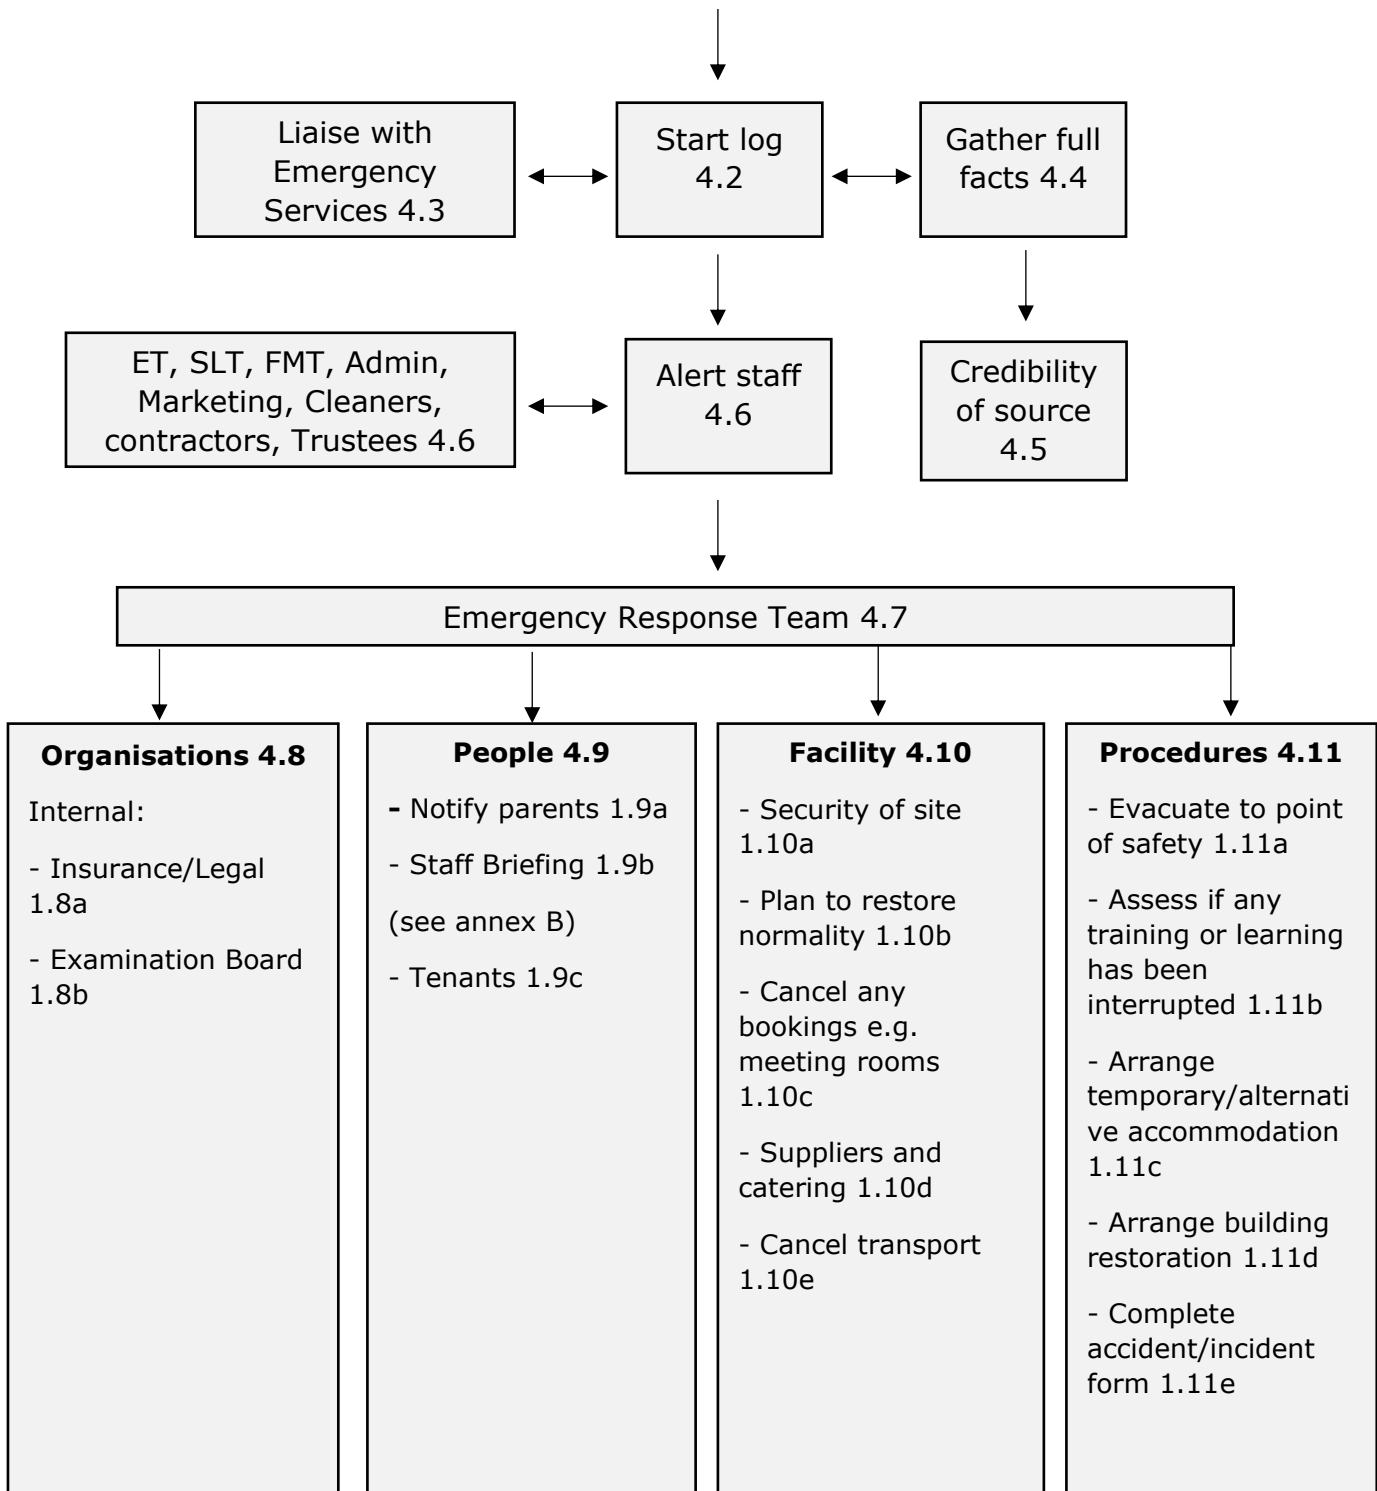 Liaise with
Emergency
Services 4.3
Start log
4.2
Gather full
facts 4.4
ET, SLT, FMT, Admin,
Marketing, Cleaners,
contractors, Trustees 4.6
Alert staff
4.6
Credibility
of source
4.5
Emergency Response Team 4.7
Organisations 4.8
Internal:
- Insurance/Legal
1.8a
- Examination Board
1.8b
People 4.9
- Notify parents 1.9a
- Staff Briefing 1.9b
(see annex B)
- Tenants 1.9c
Facility 4.10
- Security of site
1.10a
- Plan to restore
normality 1.10b
- Cancel any
bookings e.g.
meeting rooms
1.10c
- Suppliers and
catering 1.10d
- Cancel transport
1.10e
Procedures 4.11
- Evacuate to point
of safety 1.11a
- Assess if any
training or learning
has been
interrupted 1.11b
- Arrange
temporary/alternati
ve accommodation
1.11c
- Arrange building
restoration 1.11d
- Complete
accident/incident
form 1.11e